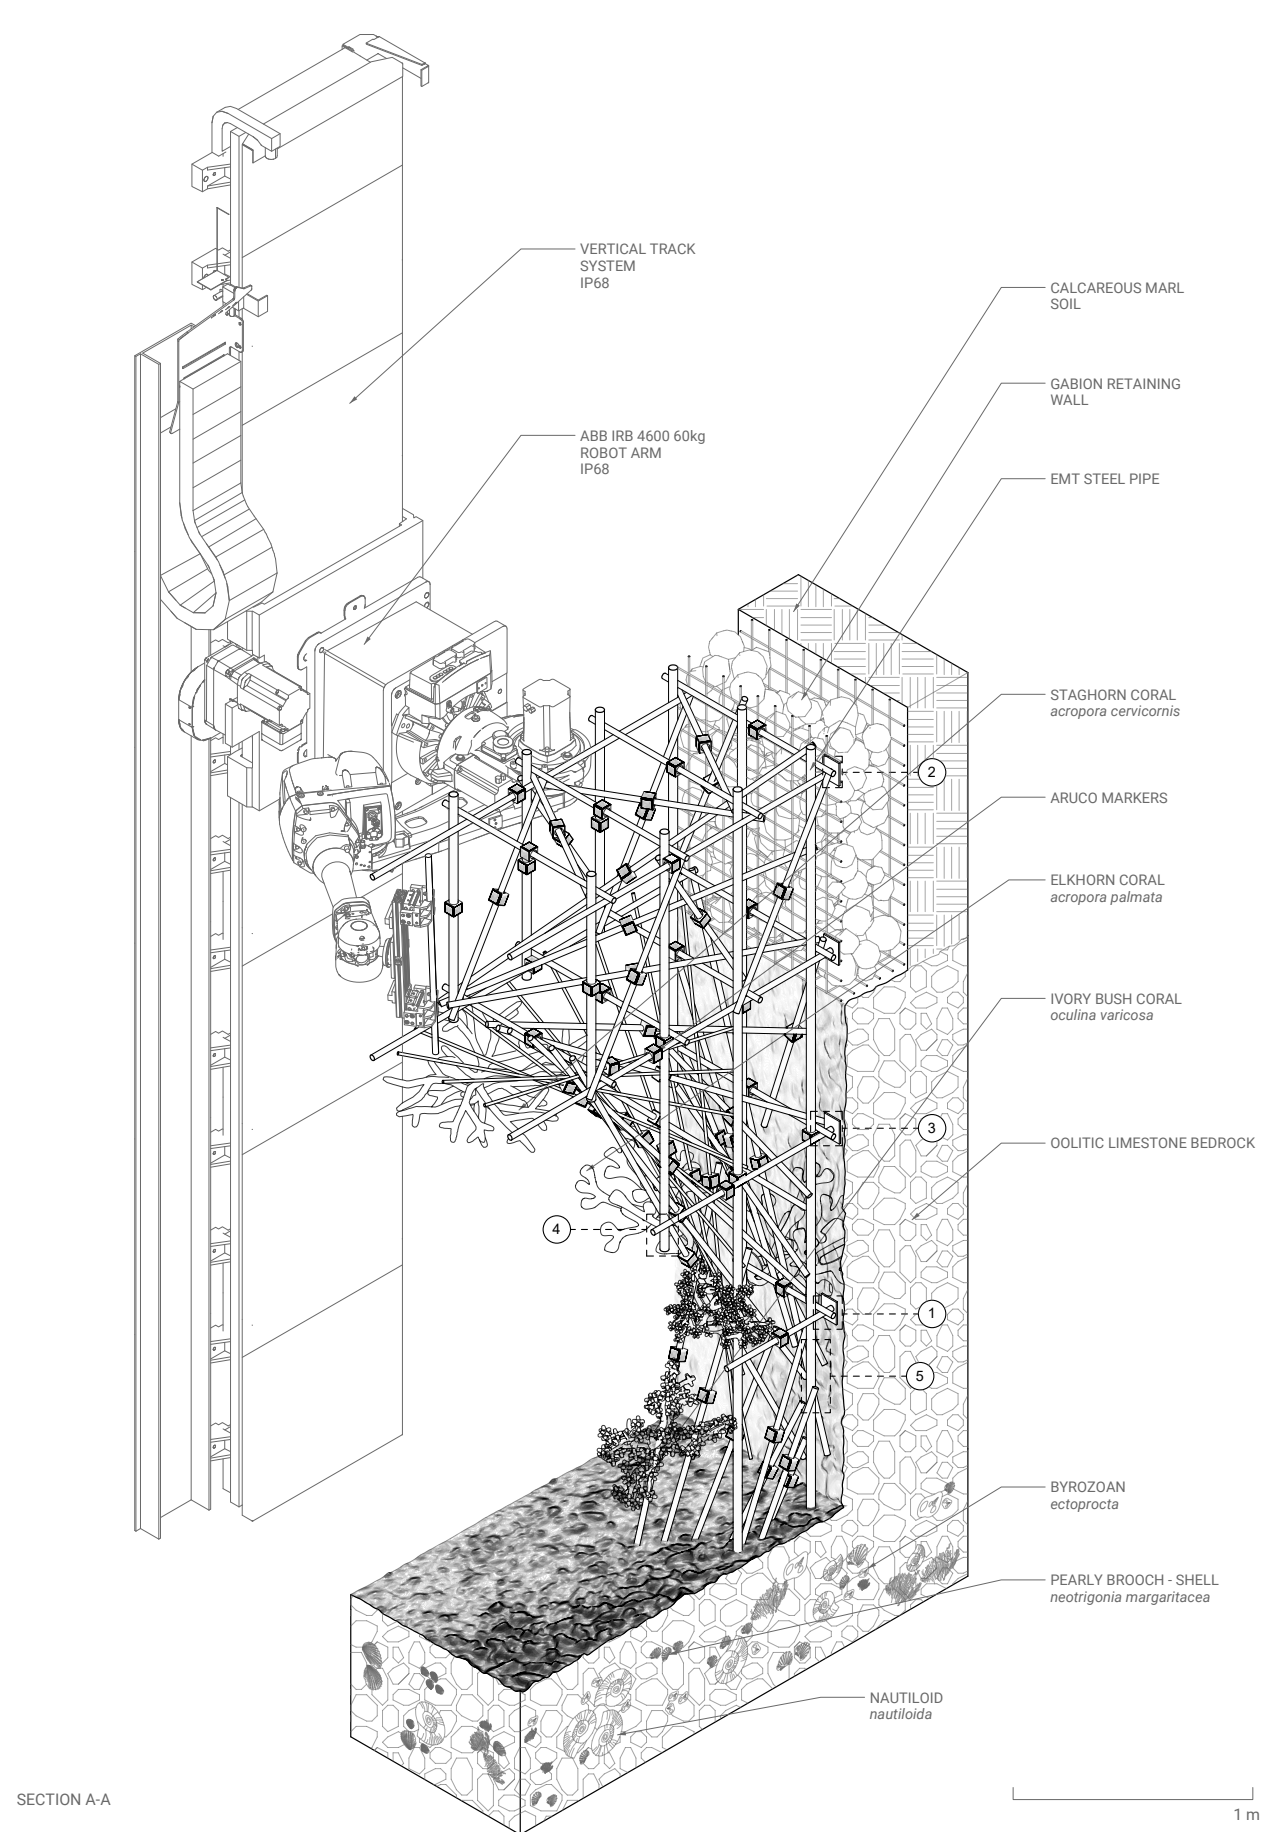 VERTICAL TRACK
SYSTEM
IP68
CALCAREOUS MARL
SOIL
GABION RETAINING
WALL
ABB IRB 4600 60kg
ROBOT ARM
IP68
EMT STEEL PIPE
STAGHORN CORAL
acropora cervicornis
2
ARUCO MARKERS
ELKHORN CORAL
acropora palmata
IVORY BUSH CORAL
oculina varicosa
3
OOLITIC LIMESTONE BEDROCK
4
1
5
BYROZOAN
ectoprocta
PEARLY BROOCH - SHELL
neotrigonia margaritacea
NAUTILOID
nautiloida
SECTION A-A
1 m